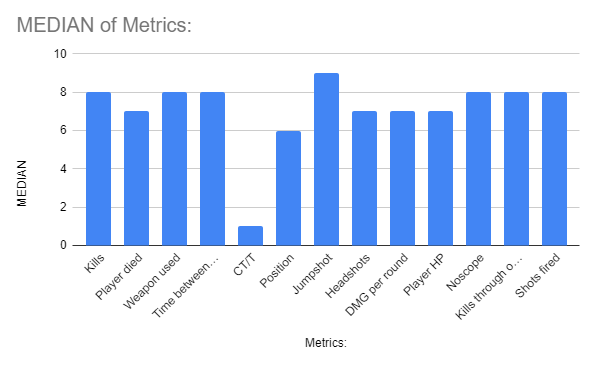 MEDIAN of Metrics:
MEDIAN
10
8
6
4
2
0
Kills
Player died
Weapon used
Time between…
CT/T
Position
Jumpshot
Headshots
DMG per round
Player HP
Noscope
Kills through o…
Shots fired
Metrics: